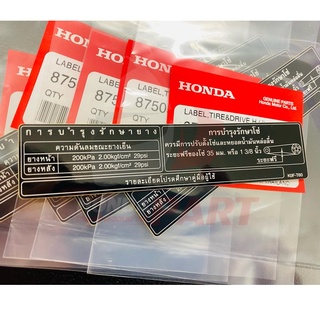 LABEL
8750
QTY
LABEL
8750
QTY
LABEL
8750
QTY
HONDA
GENUINE PARTS
Honda Motor Co., Ltd.
LABEL, TIRE & DRIVE
การบำรุงรักษายาง
ความดันลมขณะยางเย็น
ยางหน้า 200kPa 2.00kgf/cm² 29psi
ยางหลัง 200kPa 2.00kgf/cm² 29psi
การบำรุงรักษาโซ่
ควรมีการปรับตั้งโซ่และหยอดน้ำมันหล่อลื่น
ระยะฟรีของโซ่ 35 มม. หรือ 1 3/8 นิ้ว
ระยะฟรี
รายละเอียดโปรดศึกษาคู่มือผู้ใช้